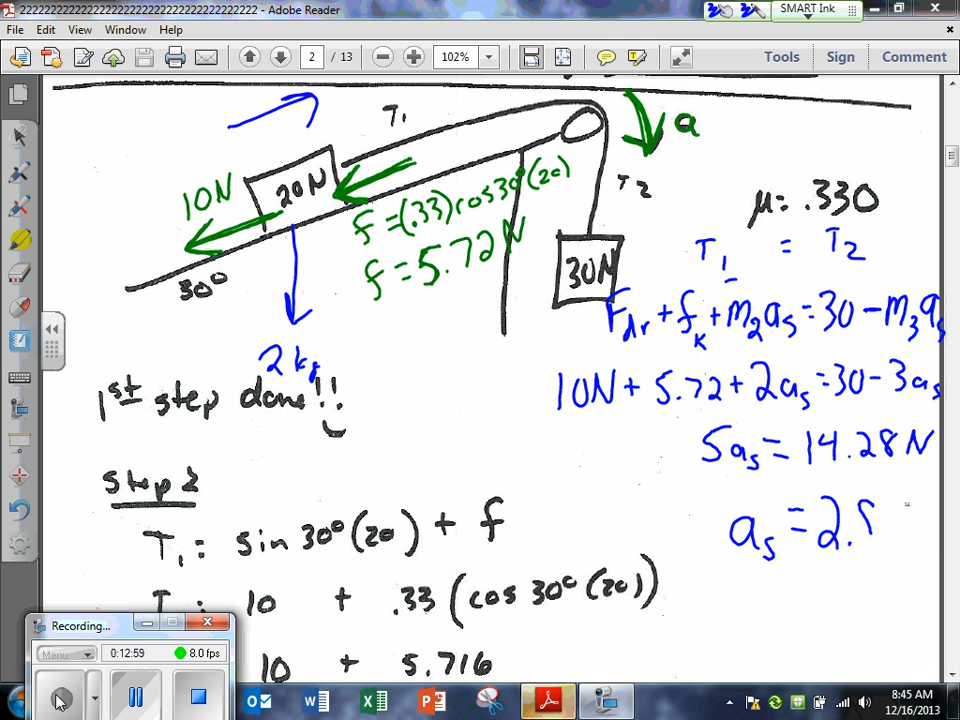 222222222222222222222222222222222222222222 - Adobe Reader
SMART Ink
File Edit View Window Help
2 / 13
102%
Tools Sign Comment
T₁
a
10N
20N
f = (.33) cos 30° (20)
T2
f = 5.72 N
30°
30N
2 kg
1st step done!!
step 2
T₁ = sin 30° (20) + f
T = 10 + .33 (cos 30° (20))
10 + 5.716
μ = .330
T₁ = T₂
Fdr + fk + m₂as = 30 - m₃as
10N + 5.72 + 2as = 30 - 3as
5as = 14.28 N
as = 2.
Recording...
Menu
0:12:59
8.0 fps
8:45 AM
12/16/2013